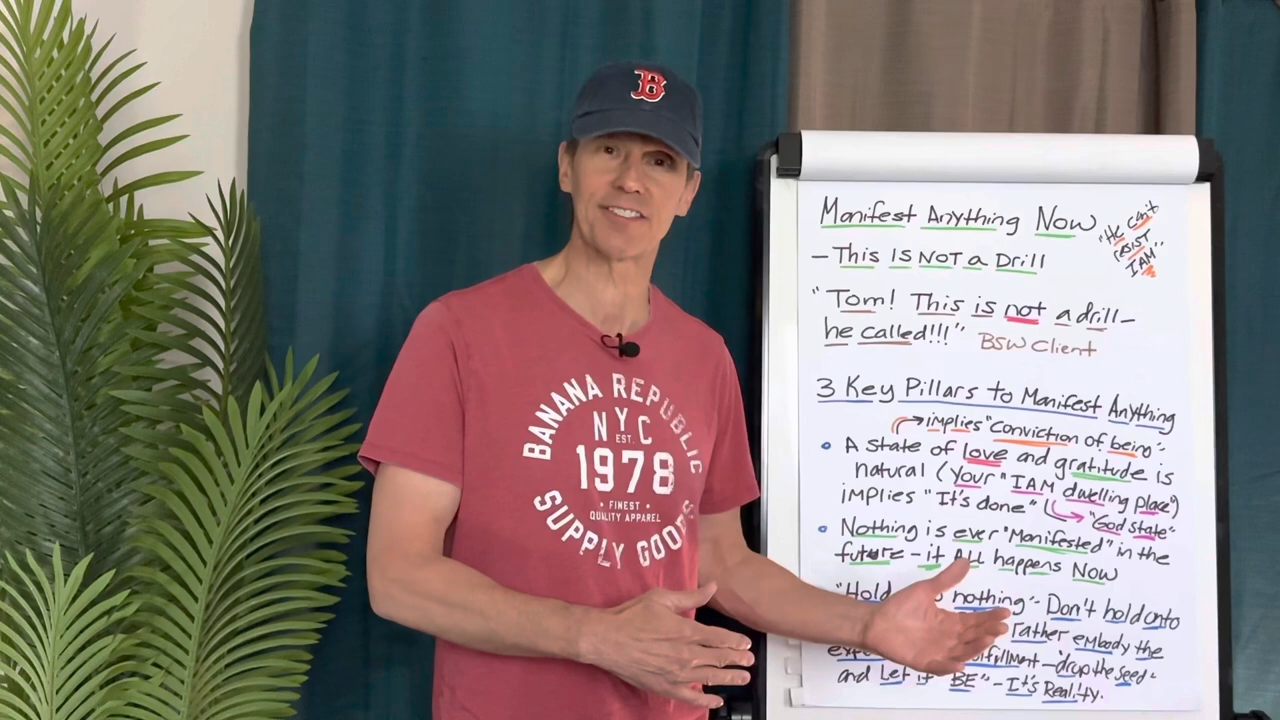 B
BANANA REPUBLIC
NYC
EST.
1978
• FINEST •
QUALITY APPAREL
SUPPLY GOODS
Manifest Anything Now
"He can't
resist
I AM"
- This IS NOT a Drill
"Tom! This is not a drill-
he called!!!" BSW Client
3 Key Pillars to Manifest Anything
implies "conviction of being"
• A state of love and gratitude is
natural (Your "I AM dwelling place")
implies "It's done" "God state"
• Nothing is ever "Manifested" in the
future - it ALL happens NOW
"Hold nothing" - Don't hold onto
rather embody the
fulfillment - "drop the seed"
and Let it "BE" - It's Reality.